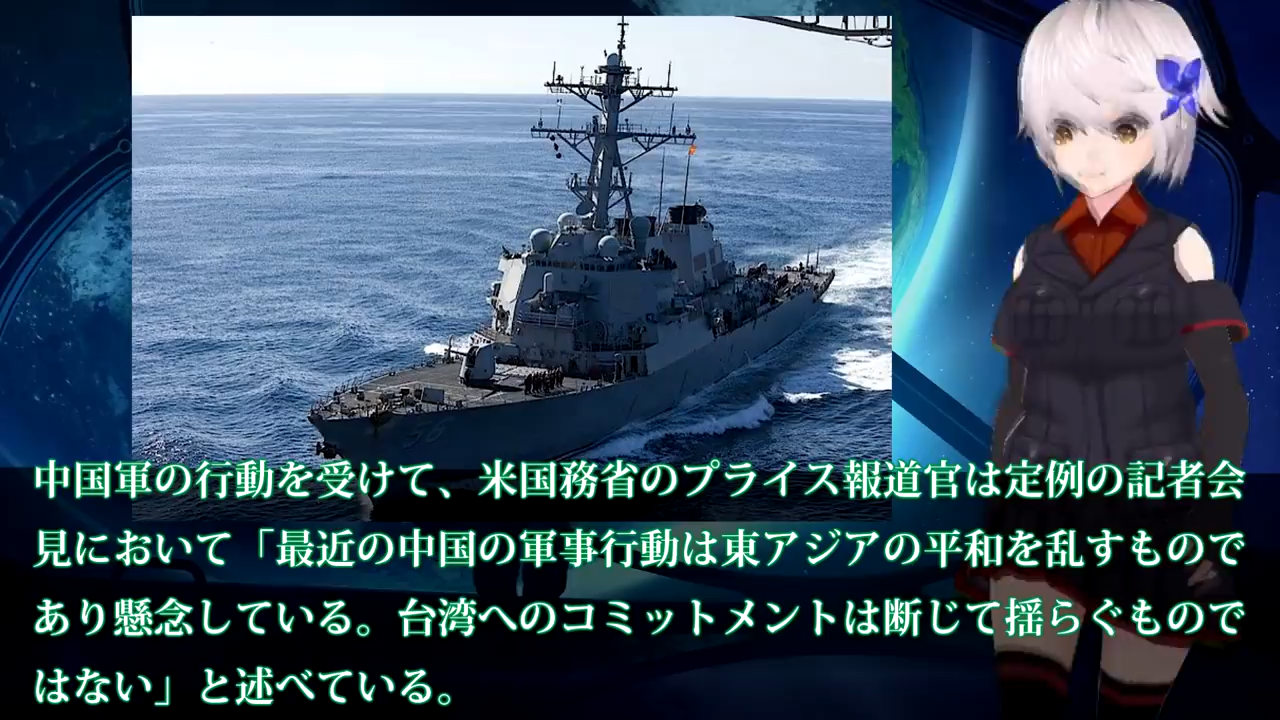 中国軍の行動を受けて、米国務省のプライス報道官は定例の記者会
見において「最近の中国の軍事行動は東アジアの平和を乱すもので
あり懸念している。台湾へのコミットメントは断じて揺らぐもので
はない」と述べている。